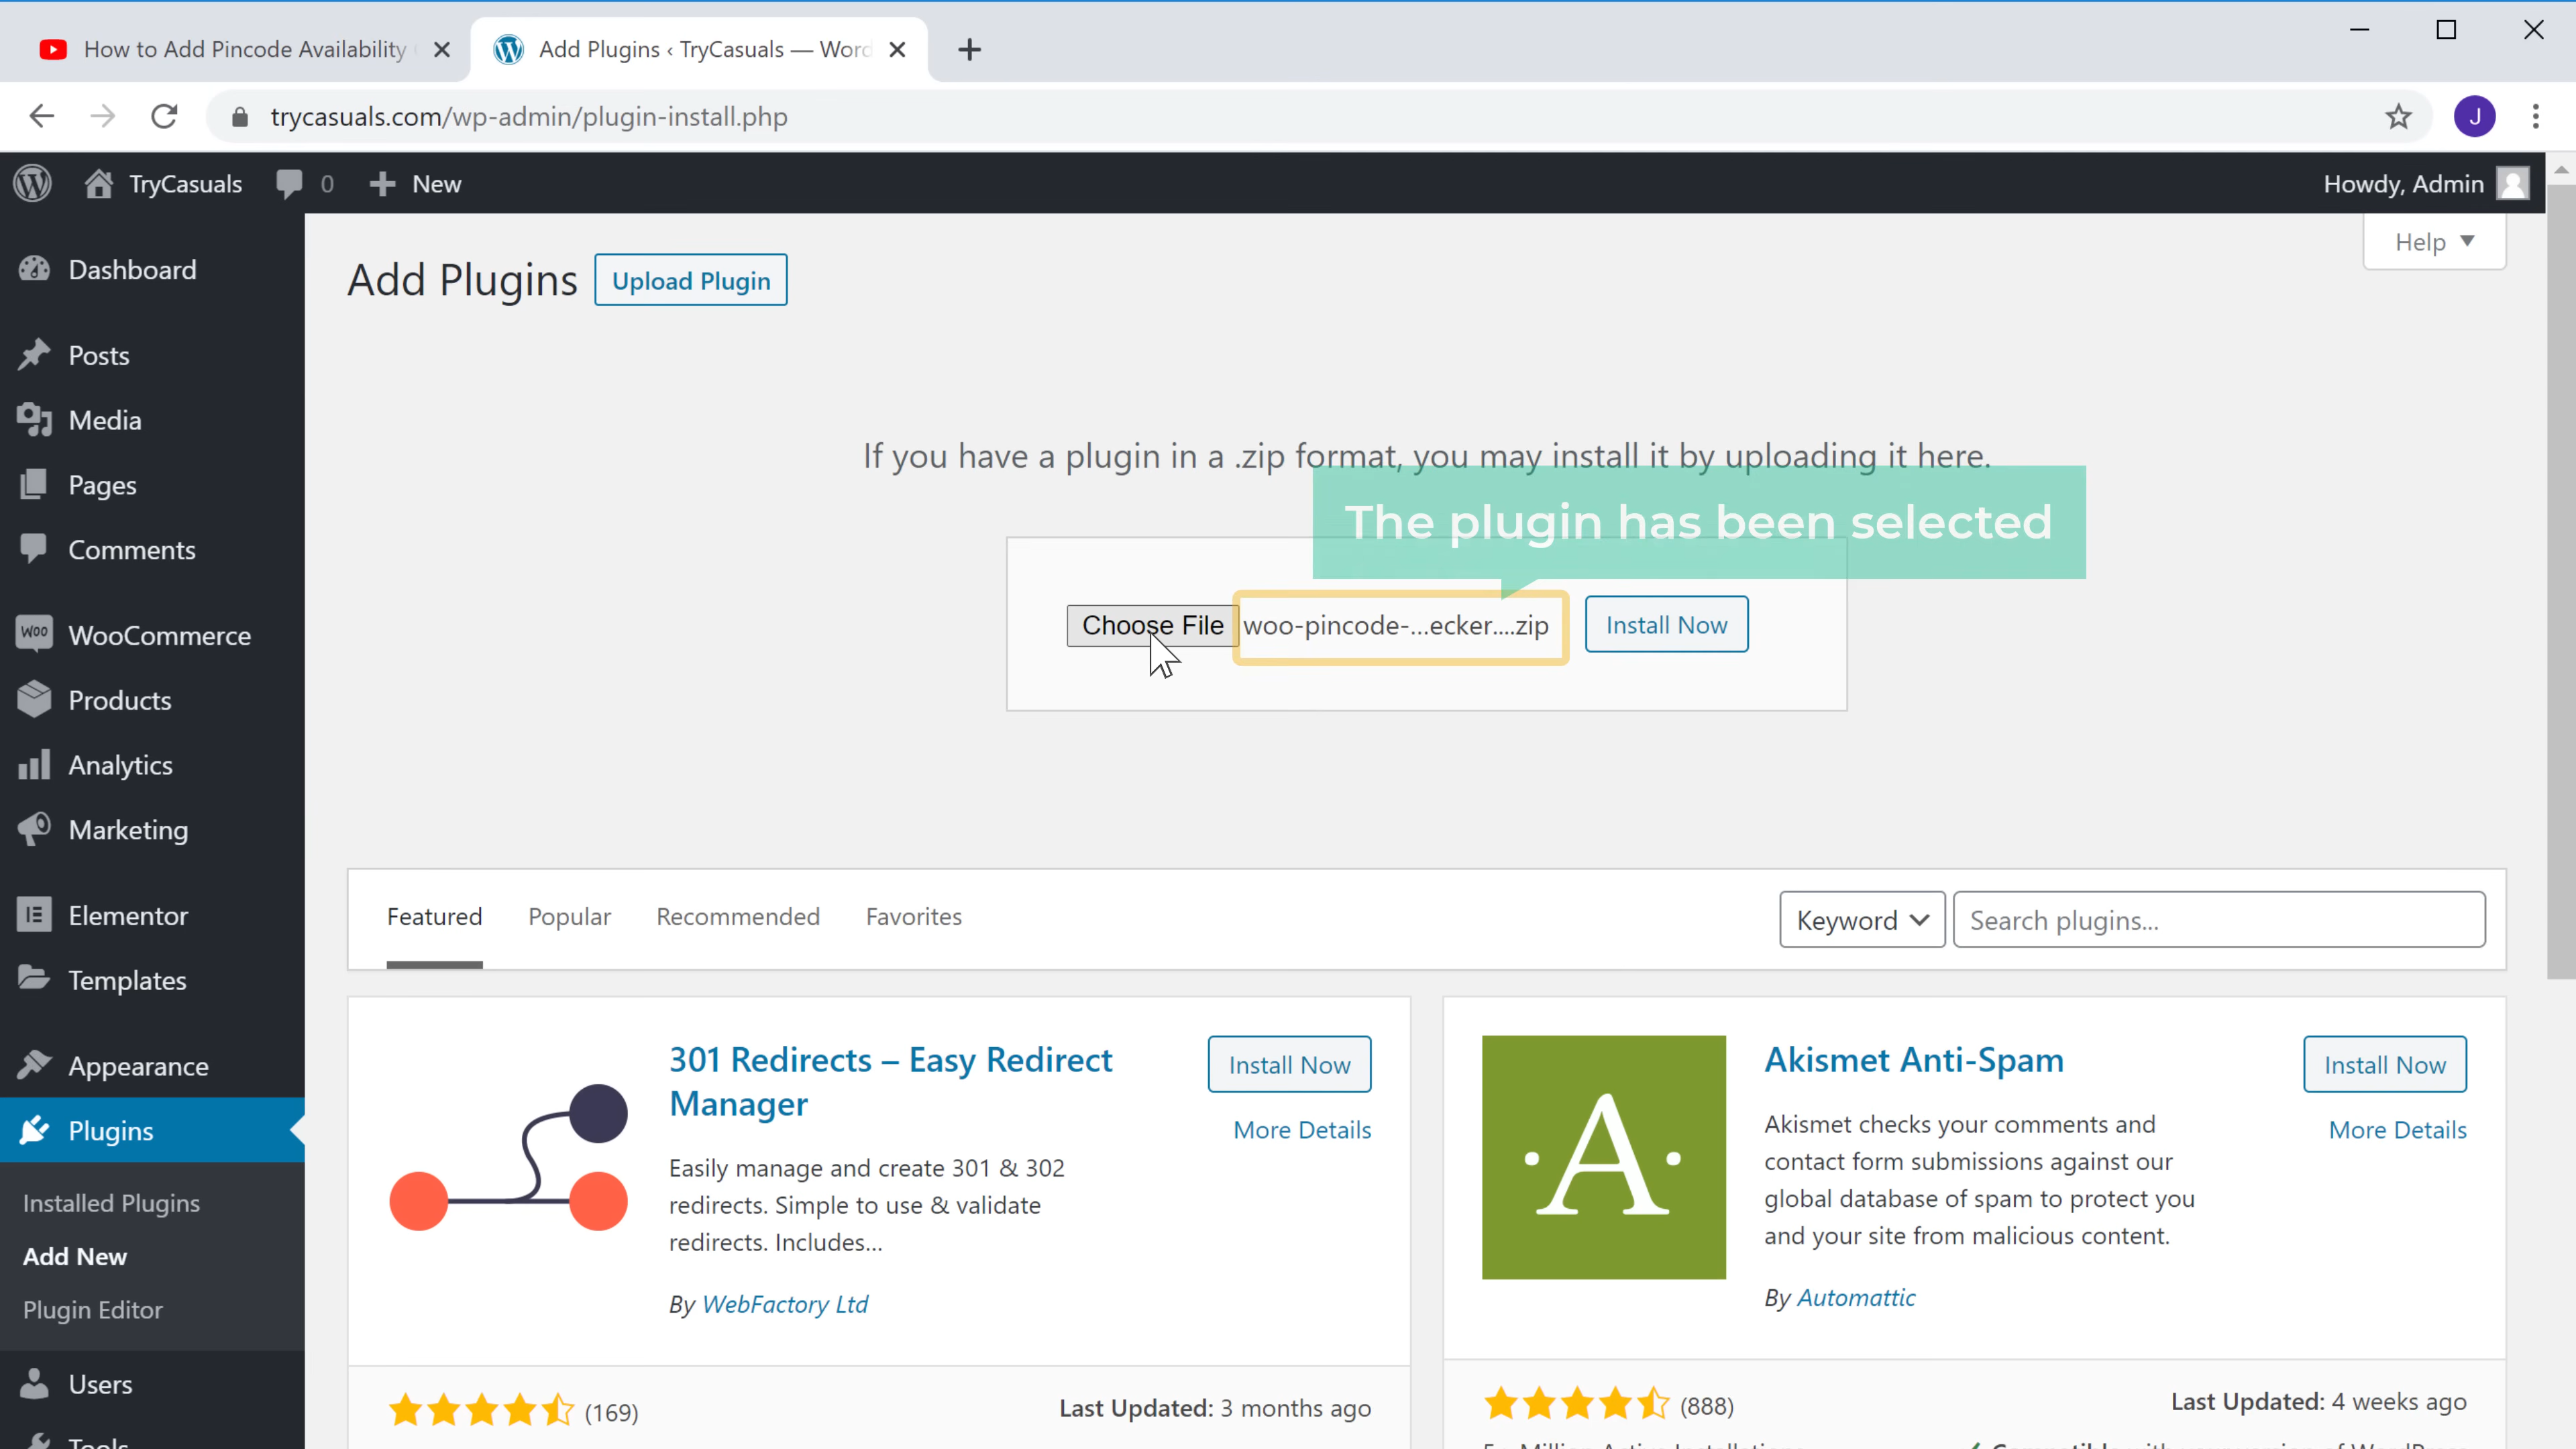 How to Add Pincode Availability
Add Plugins ‹ TryCasuals — Word
trycasuals.com/wp-admin/plugin-install.php
J
TryCasuals
0
New
Howdy, Admin
Help
Dashboard
Posts
Media
Pages
Comments
Woo
WooCommerce
Products
Analytics
Marketing
Elementor
Templates
Appearance
Plugins
Installed Plugins
Add New
Plugin Editor
Users
Tools
Add Plugins
Upload Plugin
If you have a plugin in a .zip format, you may install it by uploading it here.
The plugin has been selected
Choose File
woo-pincode-...ecker....zip
Install Now
Featured
Popular
Recommended
Favorites
Keyword
Search plugins...
301 Redirects – Easy Redirect
Manager
Install Now
More Details
Easily manage and create 301 & 302
redirects. Simple to use & validate
redirects. Includes...
By WebFactory Ltd
(169)
Last Updated: 3 months ago
A
Akismet Anti-Spam
Install Now
More Details
Akismet checks your comments and
contact form submissions against our
global database of spam to protect you
and your site from malicious content.
By Automattic
(888)
Last Updated: 4 weeks ago